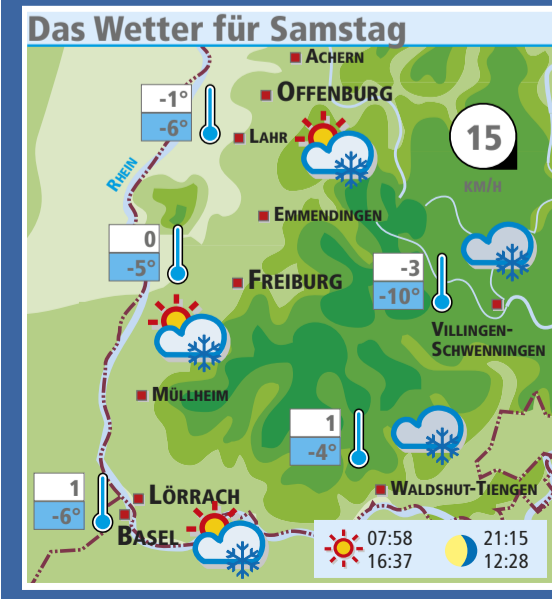 Das Wetter für Samstag
ACHERN
-1°
-6°
OFFENBURG
LAHR
15
KM/H
RHEIN
EMMENDINGEN
0
-5°
FREIBURG
-3
-10°
VILLINGEN-
SCHWENNINGEN
MÜLLHEIM
1
-4°
1
-6°
LÖRRACH
WALDSHUT-TIENGEN
BASEL
07:58
16:37
21:15
12:28